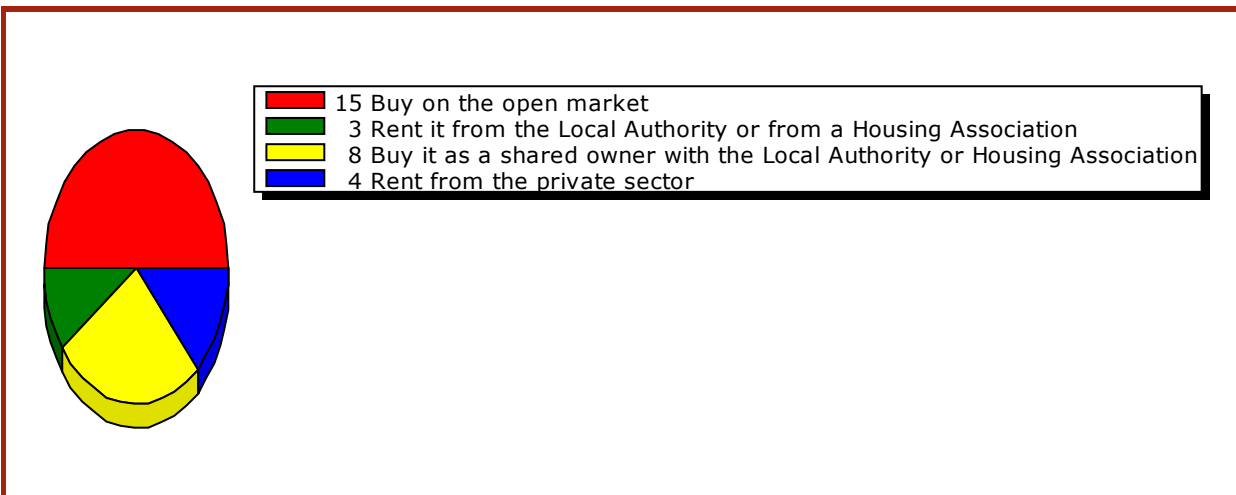 15 Buy on the open market
3 Rent it from the Local Authority or from a Housing Association
8 Buy it as a shared owner with the Local Authority or Housing Association
4 Rent from the private sector